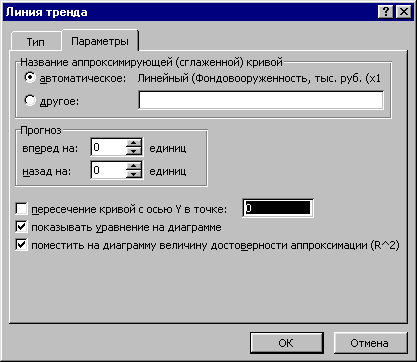 Линия тренда
Тип
Параметры
Название аппроксимирующей (сглаженной) кривой
автоматическое: Линейный (Фондовооруженность, тыс. руб. (x1
другое:
Прогноз
вперед на: 0 единиц
назад на: 0 единиц
пересечение кривой с осью Y в точке: 0
показывать уравнение на диаграмме
поместить на диаграмму величину достоверности аппроксимации (R^2)
OK
Отмена